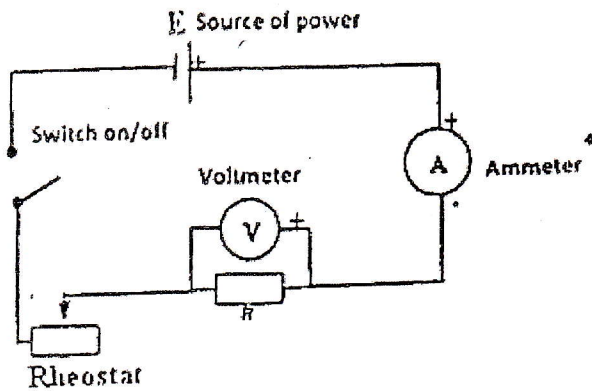 E Source of power
+
Switch on/off
+
A Ammeter
Voltmeter
V +
R
Rheostat